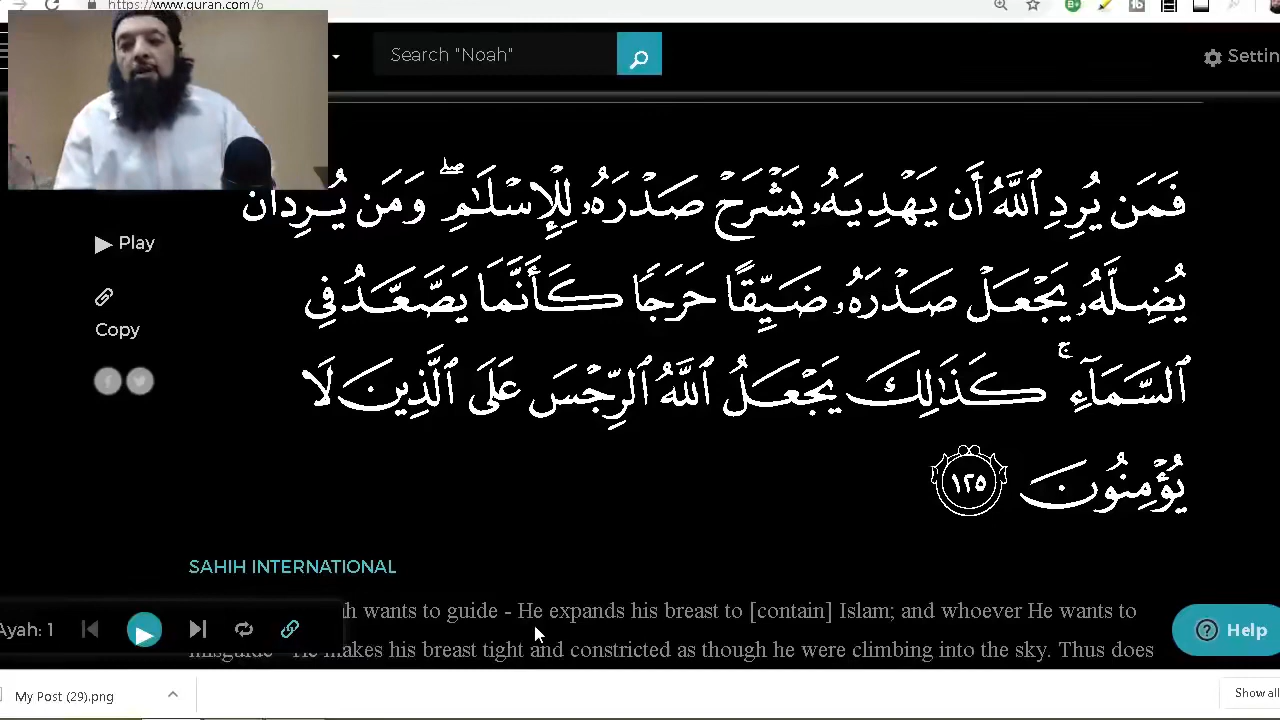 https://www.quran.com/6
Search "Noah"
فَمَن يُرِدِ ٱللَّهُ أَن يَهْدِيَهُۥ يَشْرَحْ صَدْرَهُۥ لِلْإِسْلَـٰمِ ۖ وَمَن يُرِدْ أَن
يُضِلَّهُۥ يَجْعَلْ صَدْرَهُۥ ضَيِّقًا حَرَجًا كَأَنَّمَا يَصَّعَّدُ فِى
ٱلسَّمَآءِ ۚ كَذَٰلِكَ يَجْعَلُ ٱللَّهُ ٱلرِّجْسَ عَلَى ٱلَّذِينَ لَا
يُؤْمِنُونَ ١٢٥
Play
Copy
SAHIH INTERNATIONAL
wants to guide - He expands his breast to [contain] Islam; and whoever He wants to
misguide - He makes his breast tight and constricted as though he were climbing into the sky. Thus does
Ayah: 1
Help
My Post (29).png
Show all